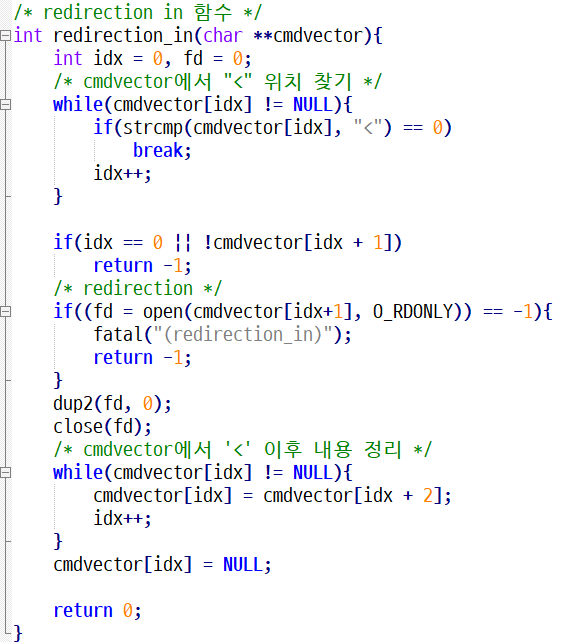 /* redirection in 함수 */
int redirection_in(char **cmdvector){
    int idx = 0, fd = 0;
    /* cmdvector에서 "<" 위치 찾기 */
    while(cmdvector[idx] != NULL){
        if(strcmp(cmdvector[idx], "<") == 0)
            break;
        idx++;
    }

    if(idx == 0 || !cmdvector[idx + 1])
        return -1;
    /* redirection */
    if((fd = open(cmdvector[idx+1], O_RDONLY)) == -1){
        fatal("(redirection_in)");
        return -1;
    }
    dup2(fd, 0);
    close(fd);
    /* cmdvector에서 '<' 이후 내용 정리 */
    while(cmdvector[idx] != NULL){
        cmdvector[idx] = cmdvector[idx + 2];
        idx++;
    }
    cmdvector[idx] = NULL;

    return 0;
}